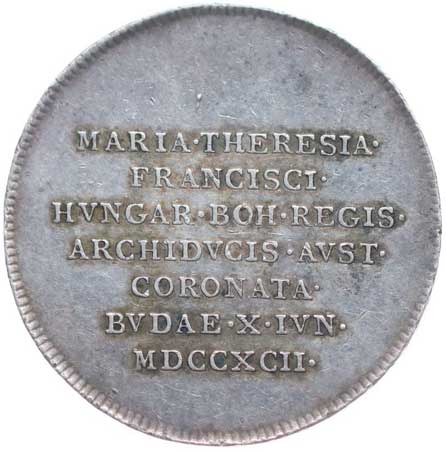 MARIA·THERESIA·
FRANCISCI·
HVNGAR·BOH·REGIS·
ARCHIDVCIS·AVST·
CORONATA·
BVDAE·X·IVN·
MDCCXCII·